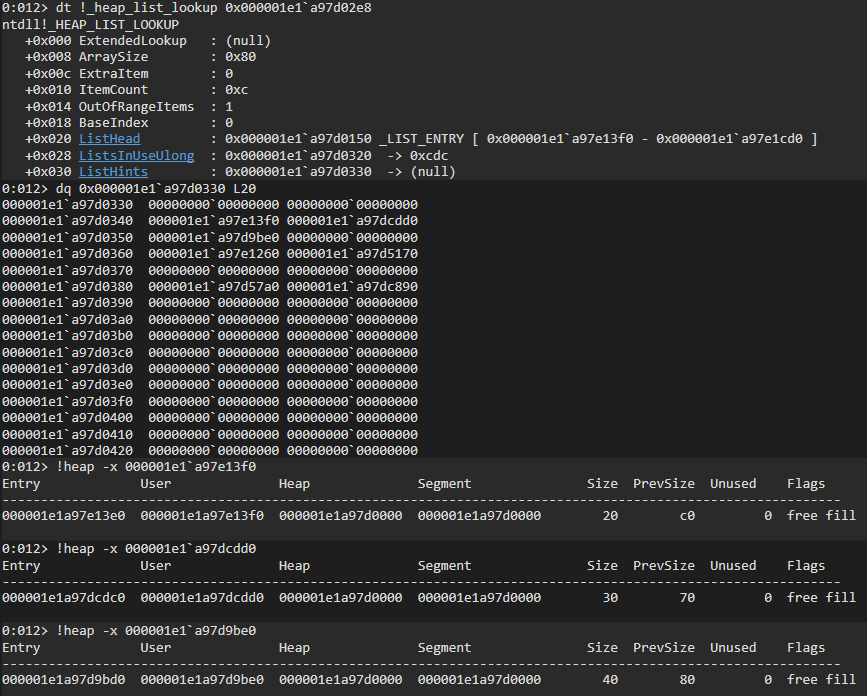 0:012> dt !_heap_list_lookup 0x000001e1`a97d02e8
ntdll!_HEAP_LIST_LOOKUP
+0x000 ExtendedLookup : (null)
+0x008 ArraySize : 0x80
+0x00c ExtraItem : 0
+0x010 ItemCount : 0xc
+0x014 OutOfRangeItems : 1
+0x018 BaseIndex : 0
+0x020 ListHead : 0x000001e1`a97d0150 _LIST_ENTRY [ 0x000001e1`a97e13f0 - 0x000001e1`a97e1cd0 ]
+0x028 ListsInUseUlong : 0x000001e1`a97d0320 -> 0xcdc
+0x030 ListHints : 0x000001e1`a97d0330 -> (null)
0:012> dq 0x000001e1`a97d0330 L20
000001e1`a97d0330 00000000`00000000 00000000`00000000
000001e1`a97d0340 000001e1`a97e13f0 000001e1`a97dcdd0
000001e1`a97d0350 000001e1`a97d9be0 00000000`00000000
000001e1`a97d0360 000001e1`a97e1260 000001e1`a97d5170
000001e1`a97d0370 00000000`00000000 00000000`00000000
000001e1`a97d0380 000001e1`a97d57a0 000001e1`a97dc890
000001e1`a97d0390 00000000`00000000 00000000`00000000
000001e1`a97d03a0 00000000`00000000 00000000`00000000
000001e1`a97d03b0 00000000`00000000 00000000`00000000
000001e1`a97d03c0 00000000`00000000 00000000`00000000
000001e1`a97d03d0 00000000`00000000 00000000`00000000
000001e1`a97d03e0 00000000`00000000 00000000`00000000
000001e1`a97d03f0 00000000`00000000 00000000`00000000
000001e1`a97d0400 00000000`00000000 00000000`00000000
000001e1`a97d0410 00000000`00000000 00000000`00000000
000001e1`a97d0420 00000000`00000000 00000000`00000000
0:012> !heap -x 000001e1`a97e13f0
Entry User Heap Segment Size PrevSize Unused Flags
-------------------------------------------------------------------------------------------------------------
000001e1a97e13e0 000001e1a97e13f0 000001e1a97d0000 000001e1a97d0000 20 c0 0 free fill
0:012> !heap -x 000001e1`a97dcdd0
Entry User Heap Segment Size PrevSize Unused Flags
-------------------------------------------------------------------------------------------------------------
000001e1a97dcdc0 000001e1a97dcdd0 000001e1a97d0000 000001e1a97d0000 30 70 0 free fill
0:012> !heap -x 000001e1`a97d9be0
Entry User Heap Segment Size PrevSize Unused Flags
-------------------------------------------------------------------------------------------------------------
000001e1a97d9bd0 000001e1a97d9be0 000001e1a97d0000 000001e1a97d0000 40 80 0 free fill